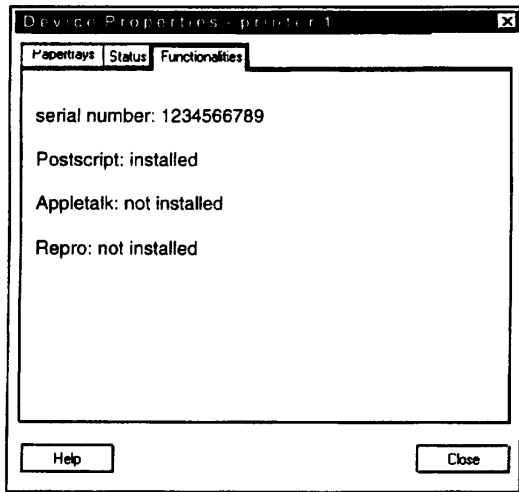 Device Properties - printer 1
Papertrays Status Functionalities
serial number: 1234566789
Postscript: installed
Appletalk: not installed
Repro: not installed
Help Close